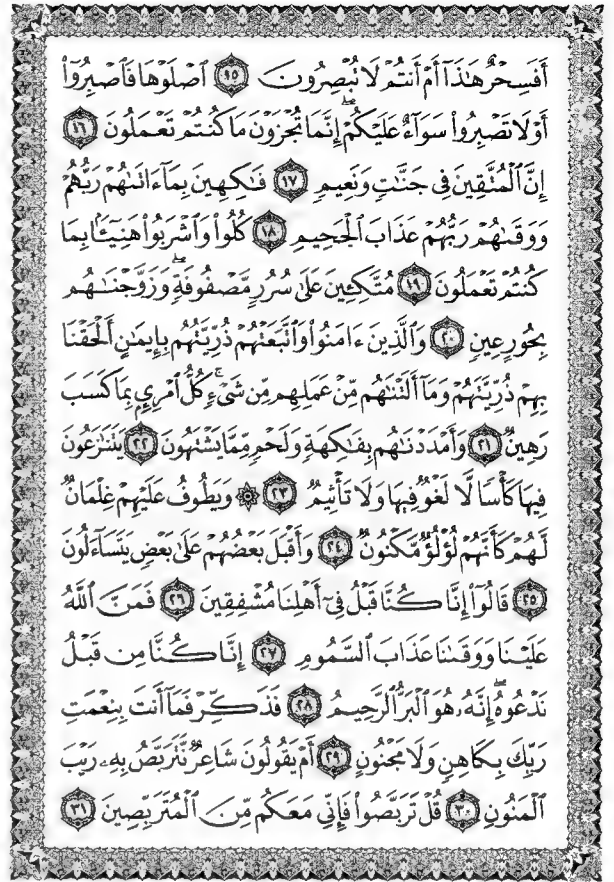 أَفَسِحْرٌ هَٰذَآ أَمْ أَنتُمْ لَا تُبْصِرُونَ ١٥ ٱصْلَوْهَا فَٱصْبِرُوٓا۟
أَوْ لَا تَصْبِرُوا۟ سَوَآءٌ عَلَيْكُمْ ۖ إِنَّمَا تُجْزَوْنَ مَا كُنتُمْ تَعْمَلُونَ ١٦
إِنَّ ٱلْمُتَّقِينَ فِى جَنَّٰتٍ وَنَعِيمٍ ١٧ فَٰكِهِينَ بِمَآ ءَاتَىٰهُمْ رَبُّهُمْ
وَوَقَىٰهُمْ رَبُّهُمْ عَذَابَ ٱلْجَحِيمِ ١٨ كُلُوا۟ وَٱشْرَبُوا۟ هَنِيٓـًٔۢا بِمَا
كُنتُمْ تَعْمَلُونَ ١٩ مُتَّكِـِٔينَ عَلَىٰ سُرُرٍ مَّصْفُوفَةٍ ۖ وَزَوَّجْنَٰهُم
بِحُورٍ عِينٍ ٢٠ وَٱلَّذِينَ ءَامَنُوا۟ وَٱتَّبَعَتْهُمْ ذُرِّيَّتُهُم بِإِيمَٰنٍ أَلْحَقْنَا
بِهِمْ ذُرِّيَّتَهُمْ وَمَآ أَلَتْنَٰهُم مِّنْ عَمَلِهِم مِّن شَىْءٍ ۚ كُلُّ ٱمْرِئٍۭ بِمَا كَسَبَ
رَهِينٌ ٢١ وَأَمْدَدْنَٰهُم بِفَٰكِهَةٍ وَلَحْمٍ مِّمَّا يَشْتَهُونَ ٢٢ يَتَنَٰزَعُونَ
فِيهَا كَأْسًا لَّا لَغْوٌ فِيهَا وَلَا تَأْثِيمٌ ٢٣ ۞ وَيَطُوفُ عَلَيْهِمْ غِلْمَانٌ
لَّهُمْ كَأَنَّهُمْ لُؤْلُؤٌ مَّكْنُونٌ ٢٤ وَأَقْبَلَ بَعْضُهُمْ عَلَىٰ بَعْضٍ يَتَسَآءَلُونَ
٢٥ قَالُوٓا۟ إِنَّا كُنَّا قَبْلُ فِىٓ أَهْلِنَا مُشْفِقِينَ ٢٦ فَمَنَّ ٱللَّهُ
عَلَيْنَا وَوَقَىٰنَا عَذَابَ ٱلسَّمُومِ ٢٧ إِنَّا كُنَّا مِن قَبْلُ
نَدْعُوهُ ۖ إِنَّهُۥ هُوَ ٱلْبَرُّ ٱلرَّحِيمُ ٢٨ فَذَكِّرْ فَمَآ أَنتَ بِنِعْمَتِ
رَبِّكَ بِكَاهِنٍ وَلَا مَجْنُونٍ ٢٩ أَمْ يَقُولُونَ شَاعِرٌ نَّتَرَبَّصُ بِهِۦ رَيْبَ
ٱلْمَنُونِ ٣٠ قُلْ تَرَبَّصُوا۟ فَإِنِّى مَعَكُم مِّنَ ٱلْمُتَرَبِّصِينَ ٣١